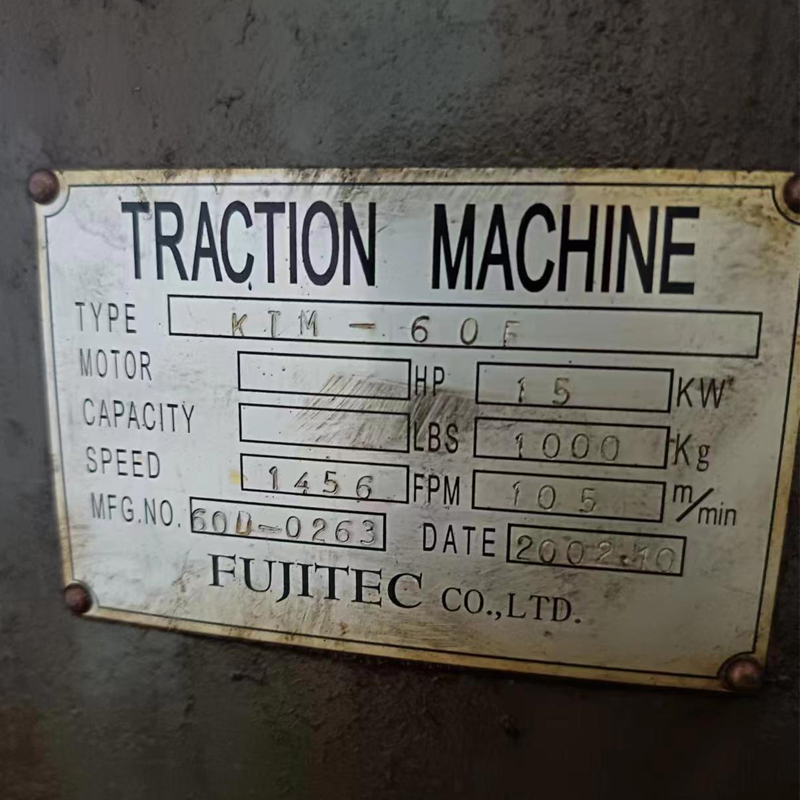 TRACTION MACHINE
TYPE KTM-60F
MOTOR HP 15 KW
CAPACITY LBS 1000 Kg
SPEED 1456 FPM 105 m/min
MFG.NO. 60D-0263 DATE 2002.10
FUJITEC CO.,LTD.